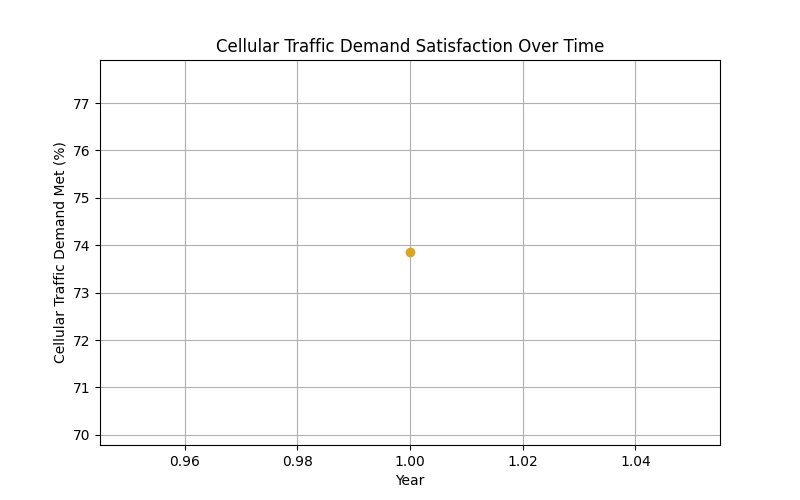 Cellular Traffic Demand Satisfaction Over Time
Cellular Traffic Demand Met (%)
77
76
75
74
73
72
71
70
0.96 0.98 1.00 1.02 1.04
Year